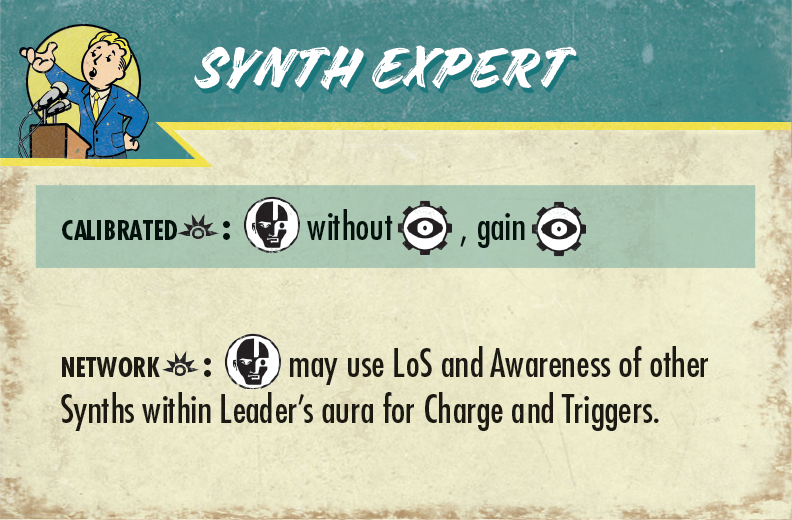 SYNTH EXPERT
CALIBRATED: without , gain
NETWORK: may use LoS and Awareness of other
Synths within Leader's aura for Charge and Triggers.